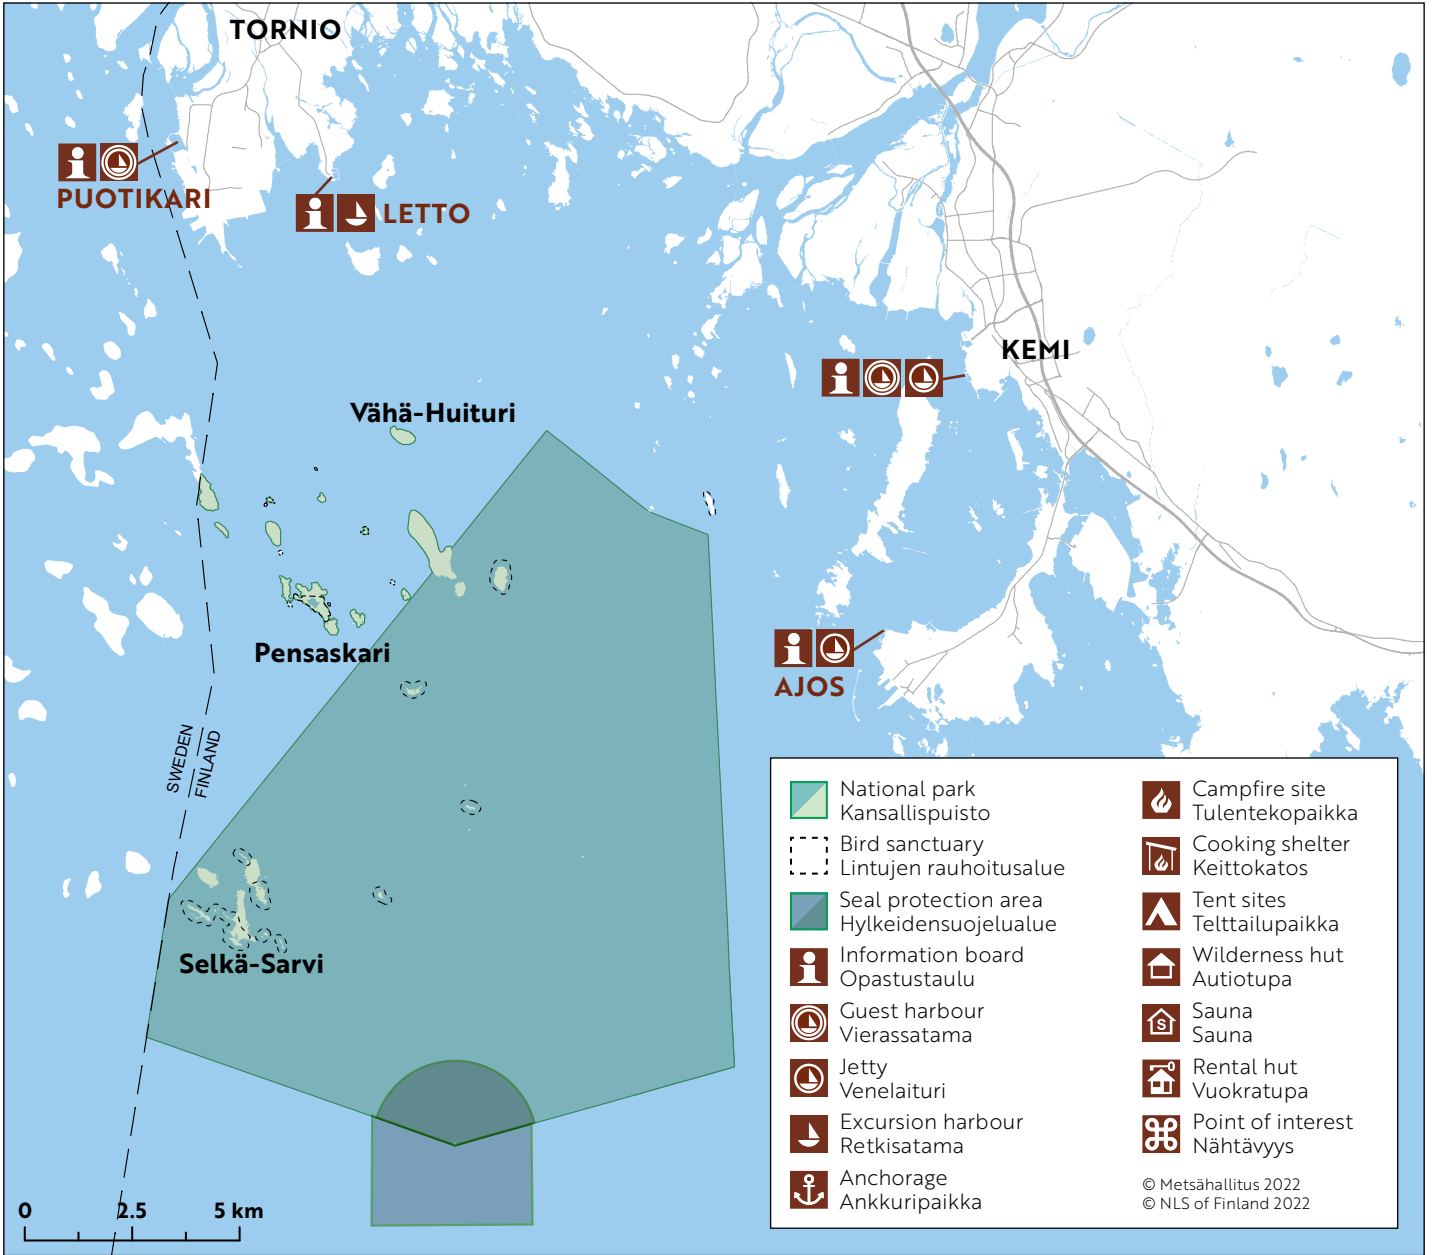 TORNIO
PUOTIKARI
LETTO
KEMI
Vähä-Huituri
Pensaskari
AJOS
SWEDEN
FINLAND
Selkä-Sarvi
0 2.5 5 km
National park
Kansallispuisto
Bird sanctuary
Lintujen rauhoitusalue
Seal protection area
Hylkeidensuojelualue
Information board
Opastustaulu
Guest harbour
Vierassatama
Jetty
Venelaituri
Excursion harbour
Retkisatama
Anchorage
Ankkuripaikka
Campfire site
Tulentekopaikka
Cooking shelter
Keittokatos
Tent sites
Telttailupaikka
Wilderness hut
Autiotupa
S
Sauna
Sauna
Rental hut
Vuokratupa
Point of interest
Nähtävyys
© Metsähallitus 2022
© NLS of Finland 2022